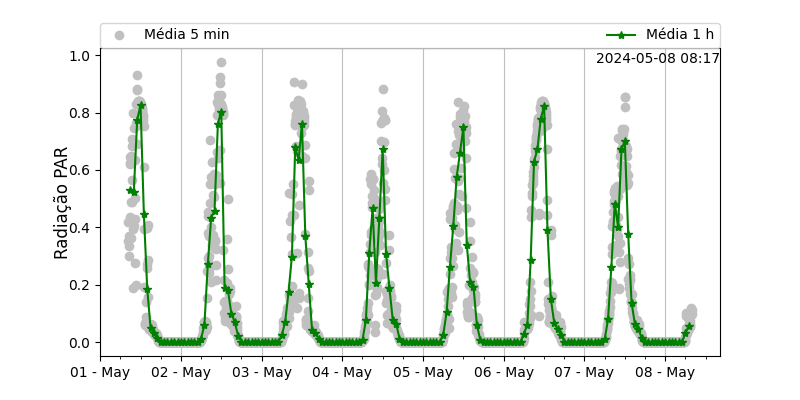 Média 5 min
Média 1 h
2024-05-08 08:17
1.0
0.8
0.6
0.4
0.2
0.0
Radiação PAR
01 - May
02 - May
03 - May
04 - May
05 - May
06 - May
07 - May
08 - May